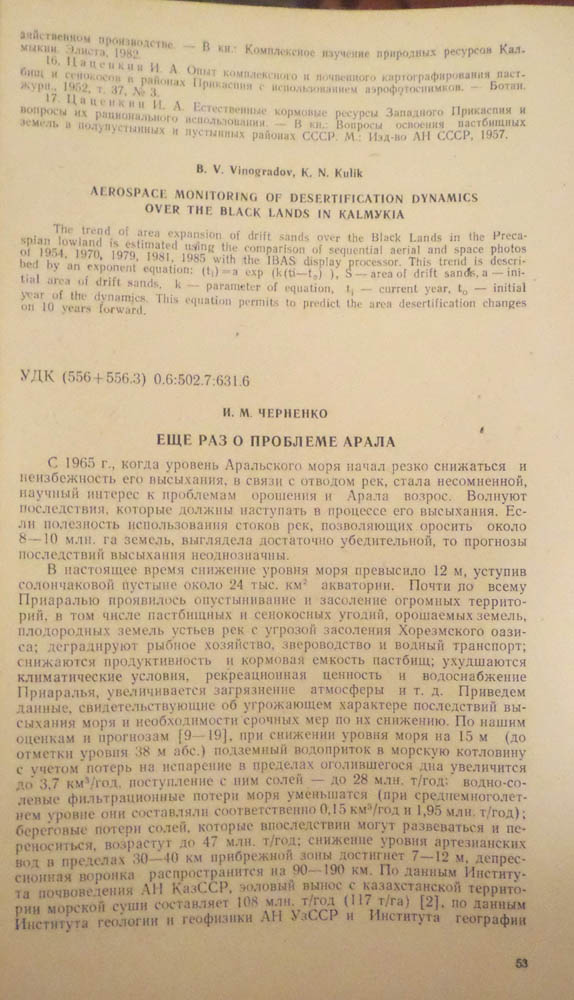 зяйственном производстве. — В кн.: Комплексное изучение природных ресурсов Кал-
мыкии. Элиста, 1982.
16. Цаценкин И. А. Опыт комплексного и почвенного картографирования паст-
бищ и сенокосов в районах Прикаспия с использованием аэрофотоснимков. — Ботан.
журн., 1952, т. 37, № 3.
17. Цаценкин И. А. Естественные кормовые ресурсы Западного Прикаспия и
вопросы их рационального использования. — В кн.: Вопросы освоения пастбищных
земель в полупустынных и пустынных районах СССР. М.: Изд-во АН СССР, 1957.
B. V. Vinogradov, K. N. Kulik
AEROSPACE MONITORING OF DESERTIFICATION DYNAMICS
OVER THE BLACK LANDS IN KALMYKIA
The trend of area expansion of drift sands over the Black Lands in the Preca-
spian lowland is estimated using the comparison of sequential aerial and space photos
of 1954, 1970, 1979, 1981, 1985 with the IBAS display processor. This trend is descri-
bed by an exponent equation: (ti)=a exp (k(ti—to) ), S — area of drift sands, a — ini-
tial area of drift sands, k — parameter of equation, ti — current year, to — initial
year of the dynamics. This equation permits to predict the area desertification changes
on 10 years forward.
УДК (556+556.3) 0.6:502.7:631.6
И. М. ЧЕРНЕНКО
ЕЩЕ РАЗ О ПРОБЛЕМЕ АРАЛА
С 1965 г., когда уровень Аральского моря начал резко снижаться и
неизбежность его высыхания, в связи с отводом рек, стала несомненной,
научный интерес к проблемам орошения и Арала возрос. Волнуют
последствия, которые должны наступать в процессе его высыхания. Ес-
ли полезность использования стоков рек, позволяющих оросить около
8—10 млн. га земель, выглядела достаточно убедительной, то прогнозы
последствий высыхания неоднозначны.
В настоящее время снижение уровня моря превысило 12 м, уступив
солончаковой пустыне около 24 тыс. км² акватории. Почти по всему
Приаралью проявилось опустынивание и засоление огромных террито-
рий, в том числе пастбищных и сенокосных угодий, орошаемых земель,
плодородных земель устьев рек с угрозой засоления Хорезмского оази-
са; деградируют рыбное хозяйство, звероводство и водный транспорт;
снижаются продуктивность и кормовая емкость пастбищ; ухудшаются
климатические условия, рекреационная ценность и водоснабжение
Приаралья, увеличивается загрязнение атмосферы и т. д. Приведем
данные, свидетельствующие об угрожающем характере последствий вы-
сыхания моря и необходимости срочных мер по их снижению. По нашим
оценкам и прогнозам [9—19], при снижении уровня моря на 15 м (до
отметки уровня 38 м абс.) подземный водоприток в морскую котловину
с учетом потерь на испарение в пределах оголившегося дна увеличится
до 3,7 км³/год, поступление с ним солей — до 28 млн. т/год: водно-со-
левые фильтрационные потери моря уменьшатся (при среднемноголет-
нем уровне они составляли соответственно 0,15 км³/год и 1,95 млн. т/год);
береговые потери солей, которые впоследствии могут развеваться и пе-
реноситься, возрастут до 47 млн. т/год; снижение уровня артезианских
вод в пределах 30—40 км прибрежной зоны достигнет 7—12 м, депрес-
сионная воронка распространится на 90—190 км. По данным Институ-
та почвоведения АН КазССР, эоловый вынос с казахстанской террито-
рии морской суши составляет 108 млн. т/год (117 т/га) [2], по данным
Института геологии и геофизики АН УзССР и Института географии
53